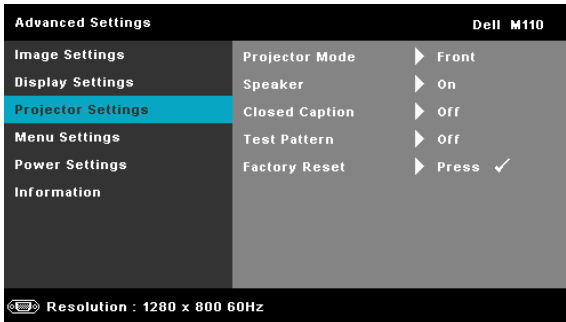 Advanced Settings Dell M110
Image Settings Projector Mode Front
Display Settings Speaker On
Projector Settings Closed Caption Off
Menu Settings Test Pattern Off
Power Settings Factory Reset Press
Information
Resolution : 1280 x 800 60Hz